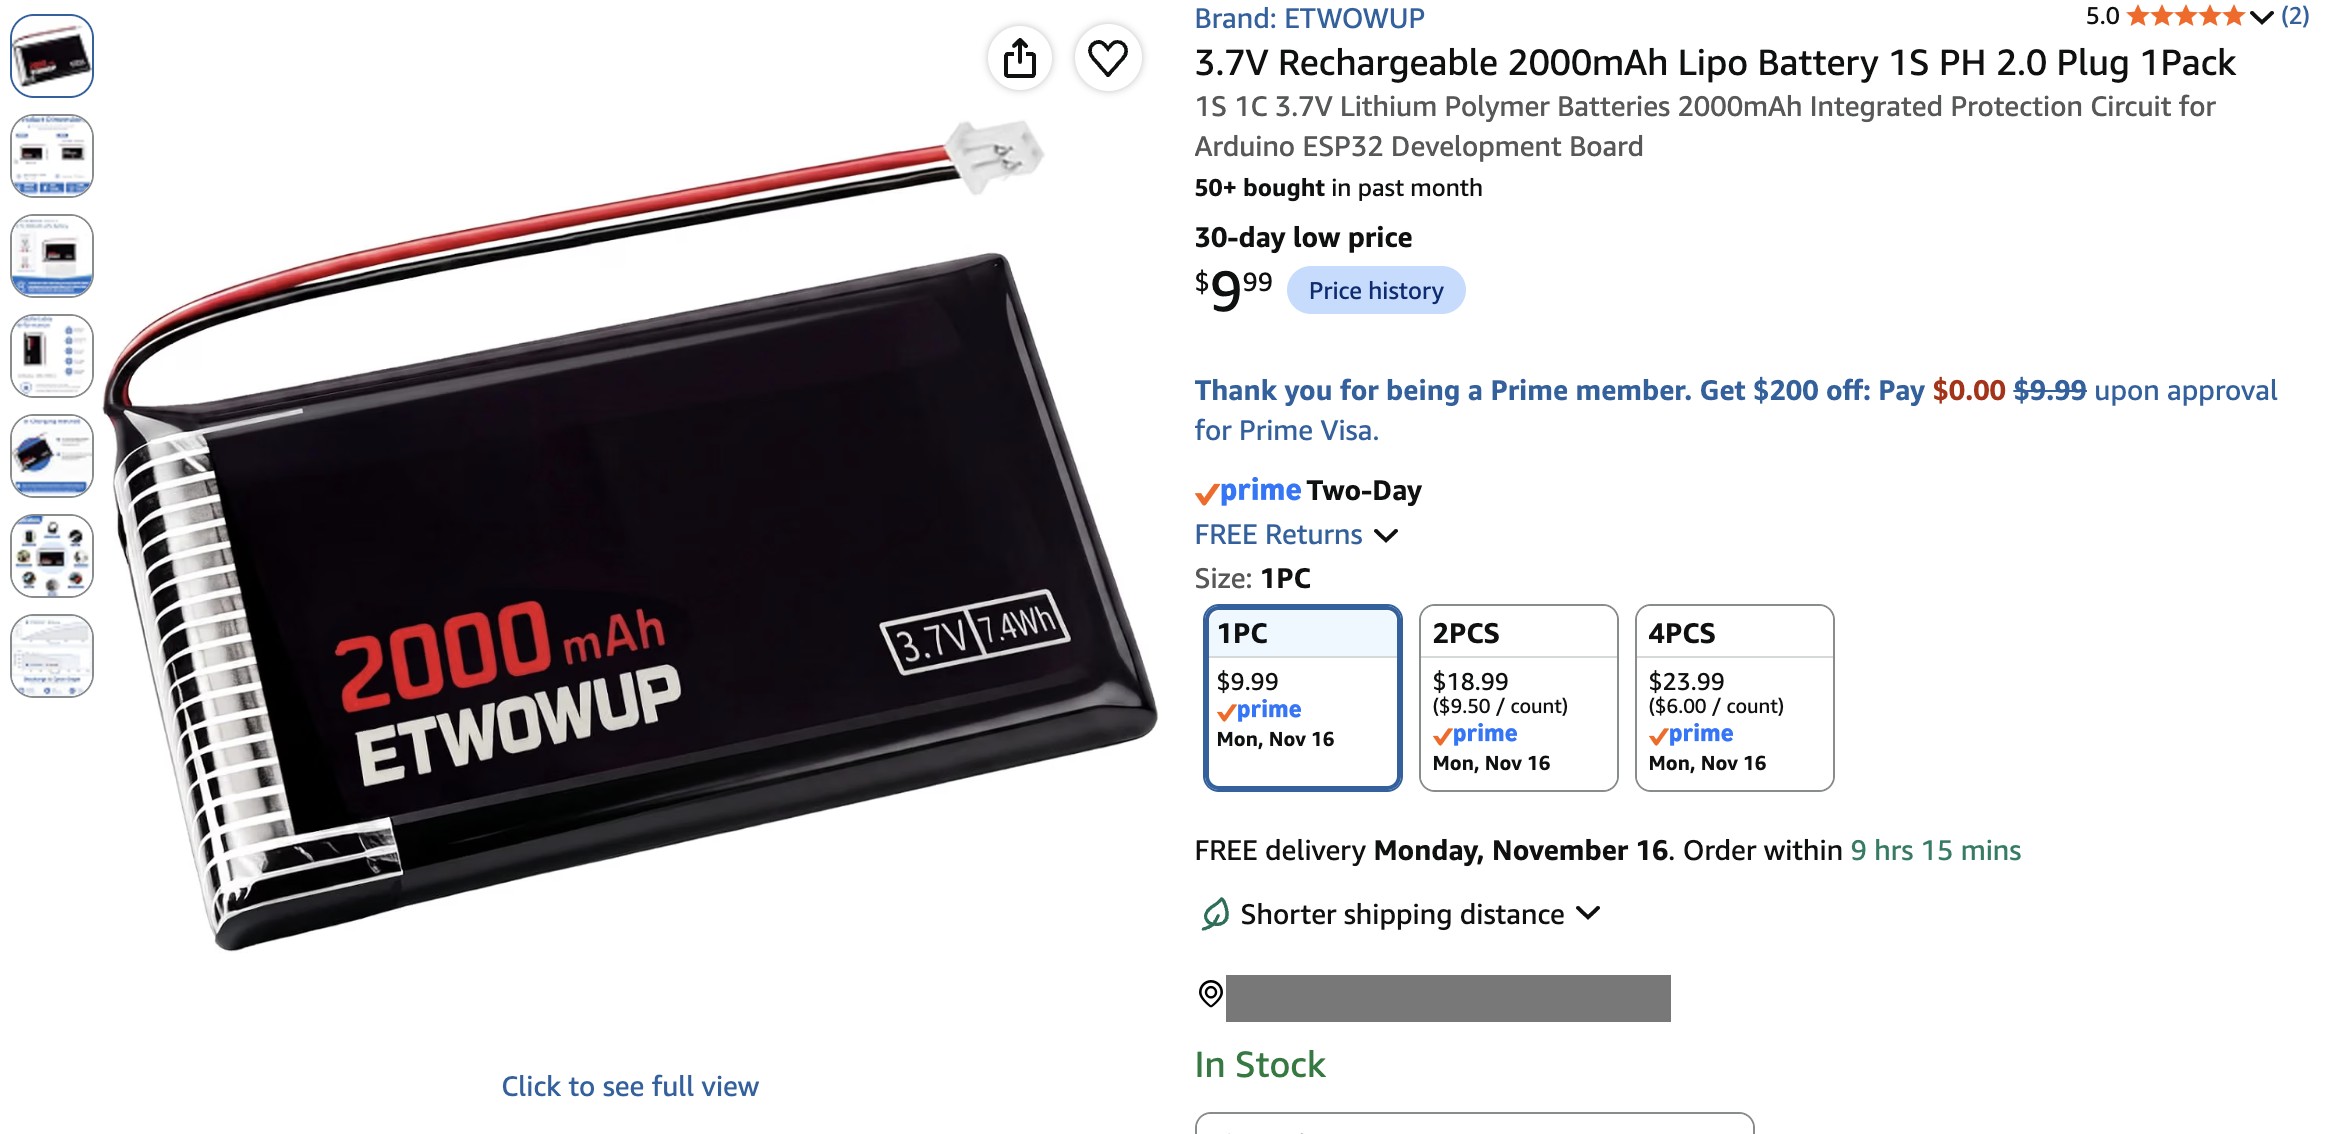 Brand: ETWOWUP
5.0 (2)
3.7V Rechargeable 2000mAh Lipo Battery 1S PH 2.0 Plug 1Pack
1S 1C 3.7V Lithium Polymer Batteries 2000mAh Integrated Protection Circuit for
Arduino ESP32 Development Board
50+ bought in past month
30-day low price
$9.99 Price history
Thank you for being a Prime member. Get $200 off: Pay $0.00 $9.99 upon approval
for Prime Visa.
prime Two-Day
FREE Returns
Size: 1PC
1PC
$9.99
prime
Mon, Nov 16
2PCS
$18.99
($9.50 / count)
prime
Mon, Nov 16
4PCS
$23.99
($6.00 / count)
prime
Mon, Nov 16
FREE delivery Monday, November 16. Order within 9 hrs 15 mins
Shorter shipping distance
In Stock
2000 mAh
ETWOWUP
3.7V 7.4Wh
Click to see full view